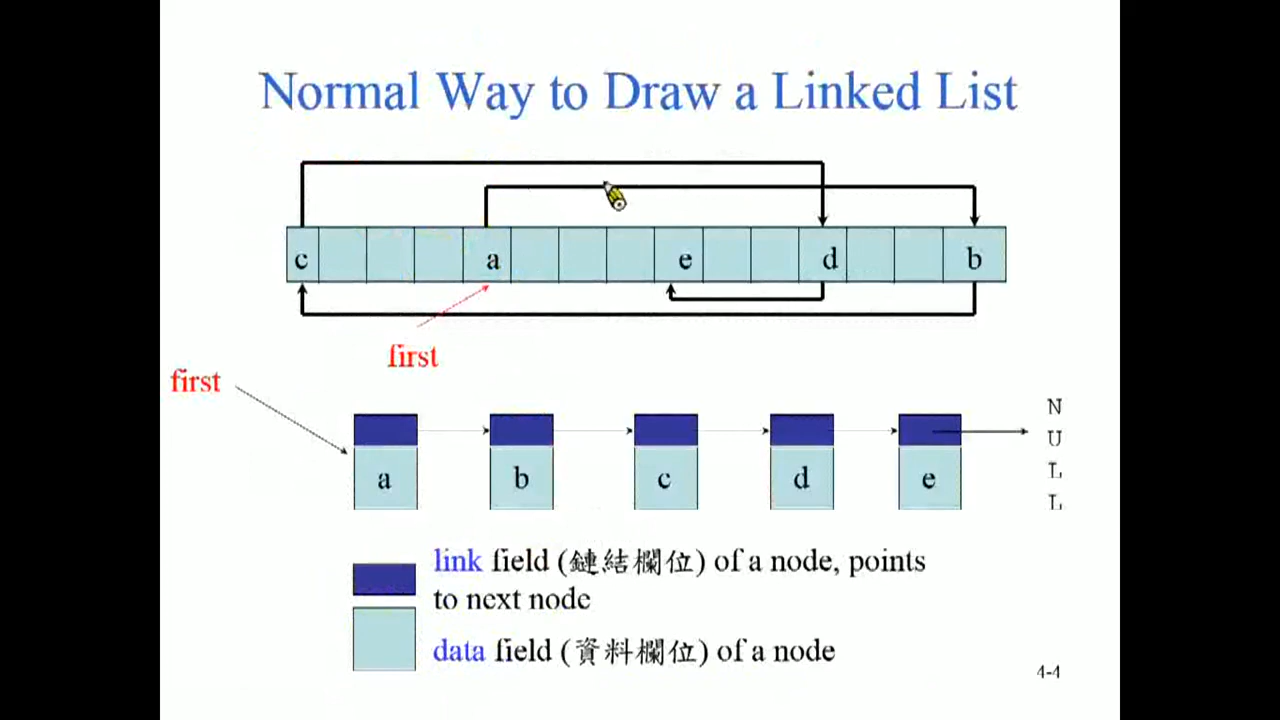 Normal Way to Draw a Linked List
c a e d b
first
first
N
U
L
L
a b c d e
link field (鏈結欄位) of a node, points
to next node
data field (資料欄位) of a node
4-4